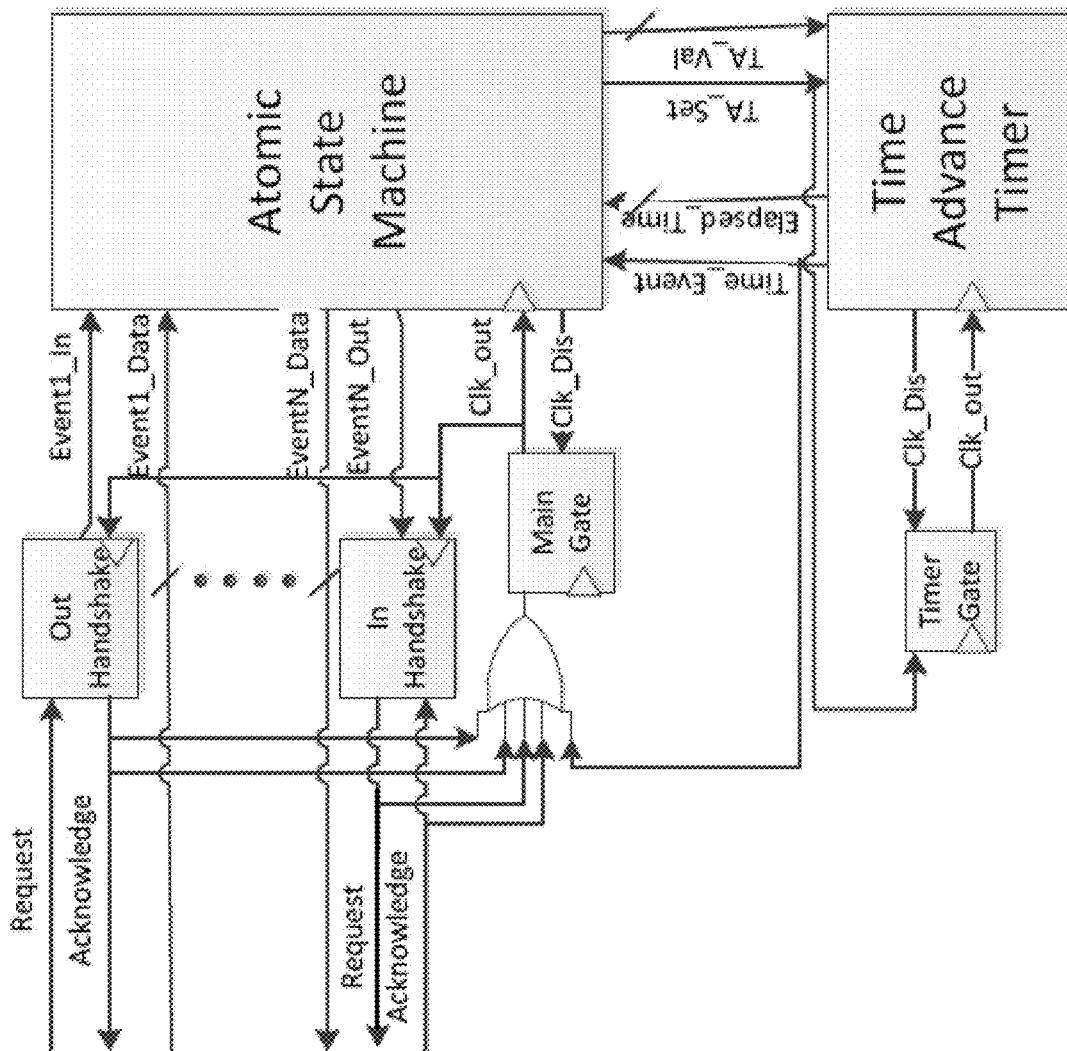 Atomic
State
Machine
TA_Val
TA_Set
Elapsed_Time
Time_Event
Time
Advance
Timer
Event1_In
Event1_Data
EventN_Data
EventN_Out
Clk_out
Clk_Dis
Clk_Dis
Clk_out
Out
Handshake
In
Handshake
Main
Gate
Timer
Gate
Request
Acknowledge
Request
Acknowledge